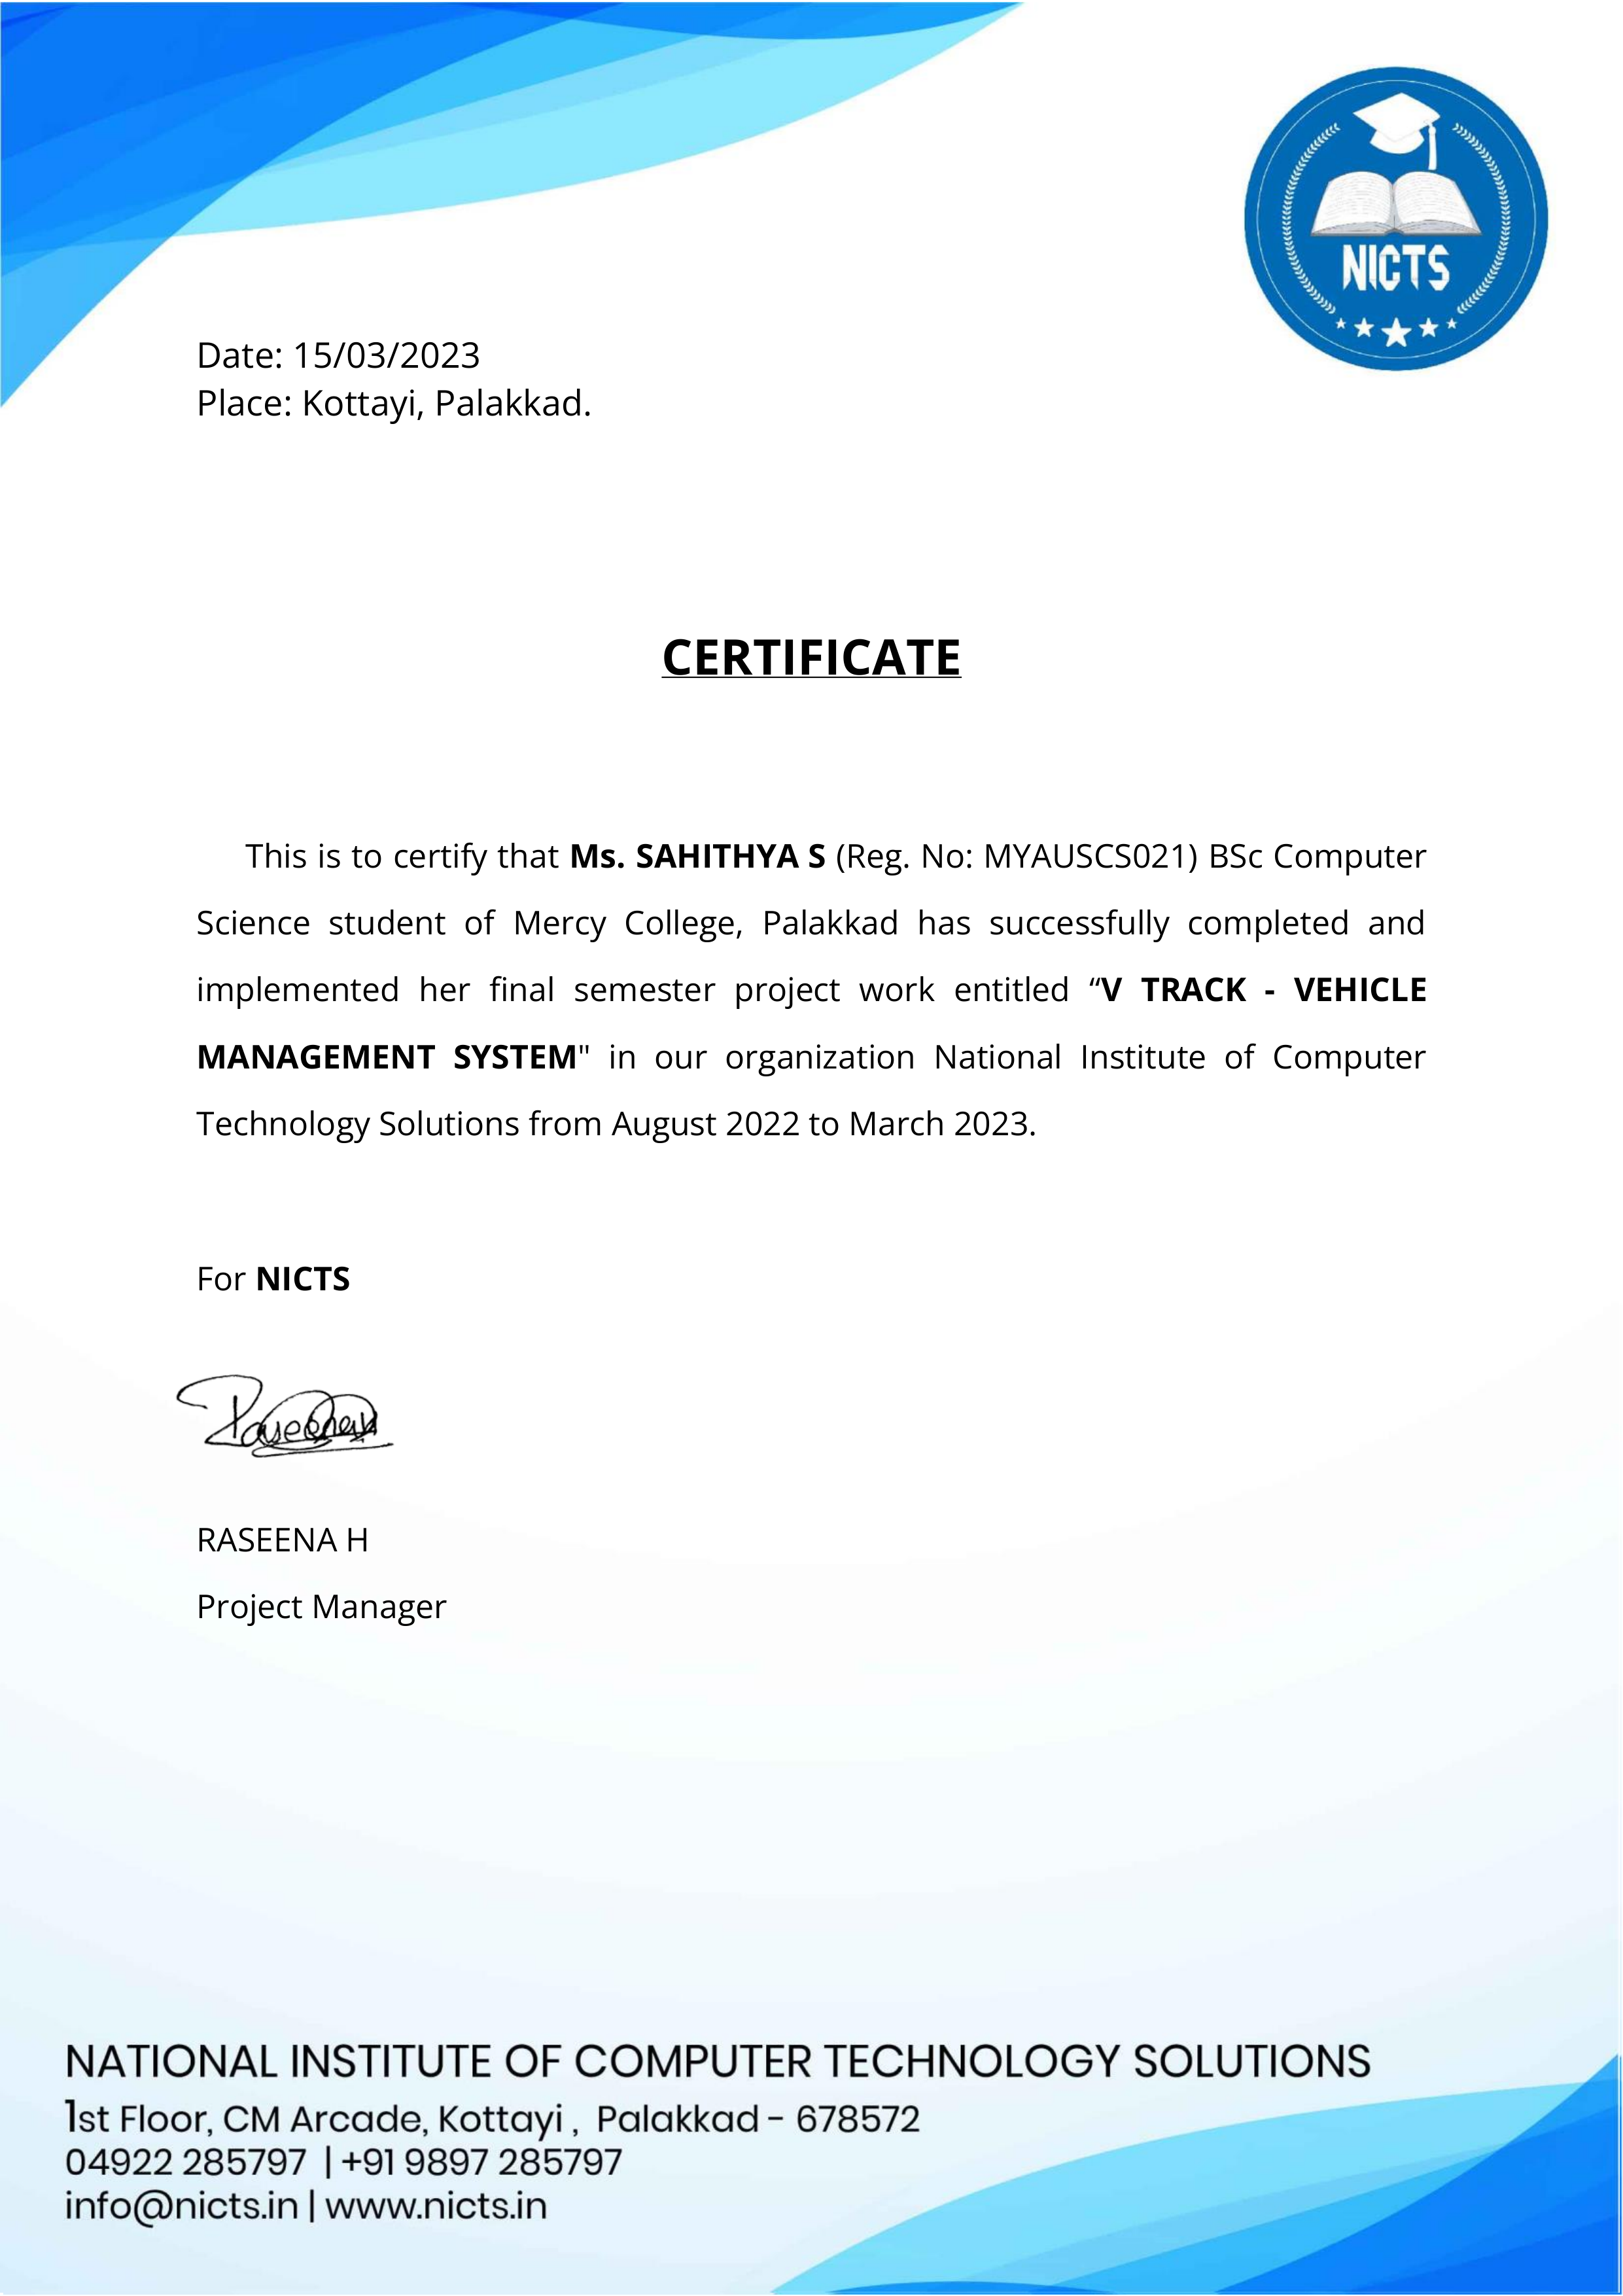 NICTS
Date: 15/03/2023
Place: Kottayi, Palakkad.
CERTIFICATE
This is to certify that Ms. SAHITHYA S (Reg. No: MYAUSCS021) BSc Computer
Science student of Mercy College, Palakkad has successfully completed and
implemented her final semester project work entitled “V TRACK - VEHICLE
MANAGEMENT SYSTEM" in our organization National Institute of Computer
Technology Solutions from August 2022 to March 2023.
For NICTS
Raseena H
RASEENA H
Project Manager
NATIONAL INSTITUTE OF COMPUTER TECHNOLOGY SOLUTIONS
1st Floor, CM Arcade, Kottayi , Palakkad - 678572
04922 285797 | +91 9897 285797
info@nicts.in | www.nicts.in